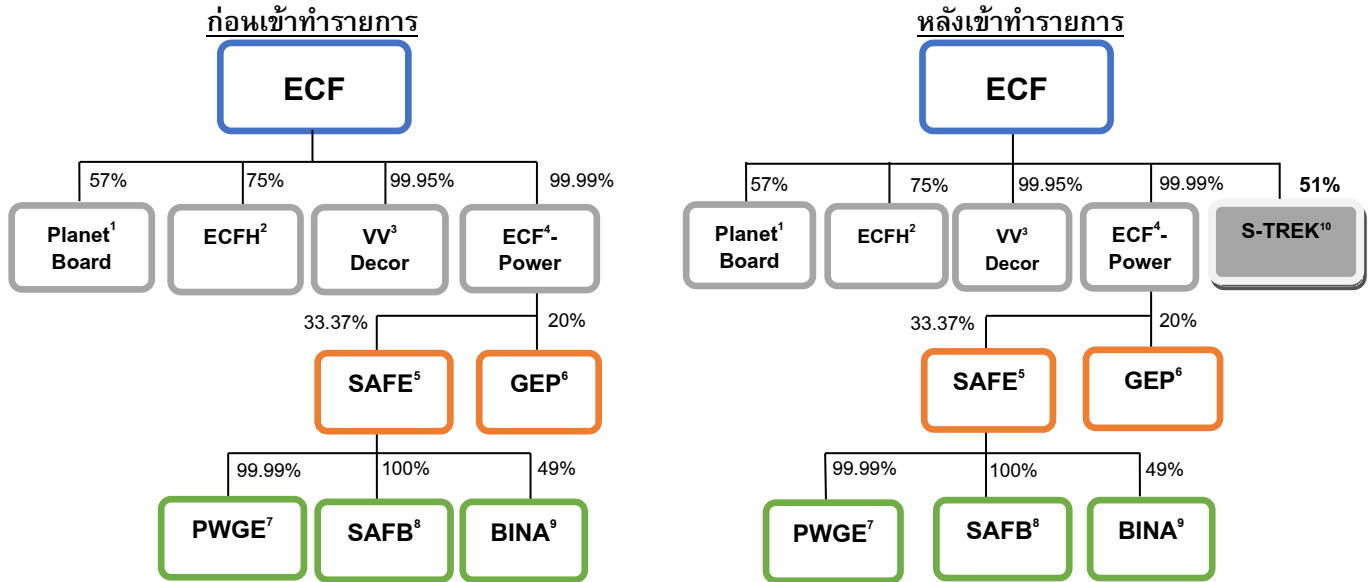 ก่อนเข้าทำรายการ
ECF
57%
75%
99.95%
99.99%
Planet¹
Board
ECFH²
VV³
Decor
ECF⁴-
Power
33.37%
20%
SAFE⁵
GEP⁶
99.99%
100%
49%
PWGE⁷
SAFB⁸
BINA⁹
หลังเข้าทำรายการ
ECF
57%
75%
99.95%
99.99%
51%
Planet¹
Board
ECFH²
VV³
Decor
ECF⁴-
Power
S-TREK¹⁰
33.37%
20%
SAFE⁵
GEP⁶
99.99%
100%
49%
PWGE⁷
SAFB⁸
BINA⁹